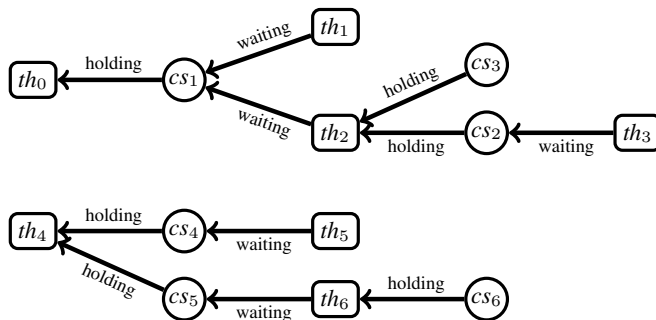 th₁
waiting
holding
cs₃
th₀
cs₁
holding
waiting
th₂
holding
cs₂
waiting
th₃
holding
th₄
cs₄
waiting
th₅
holding
holding
cs₅
waiting
th₆
cs₆